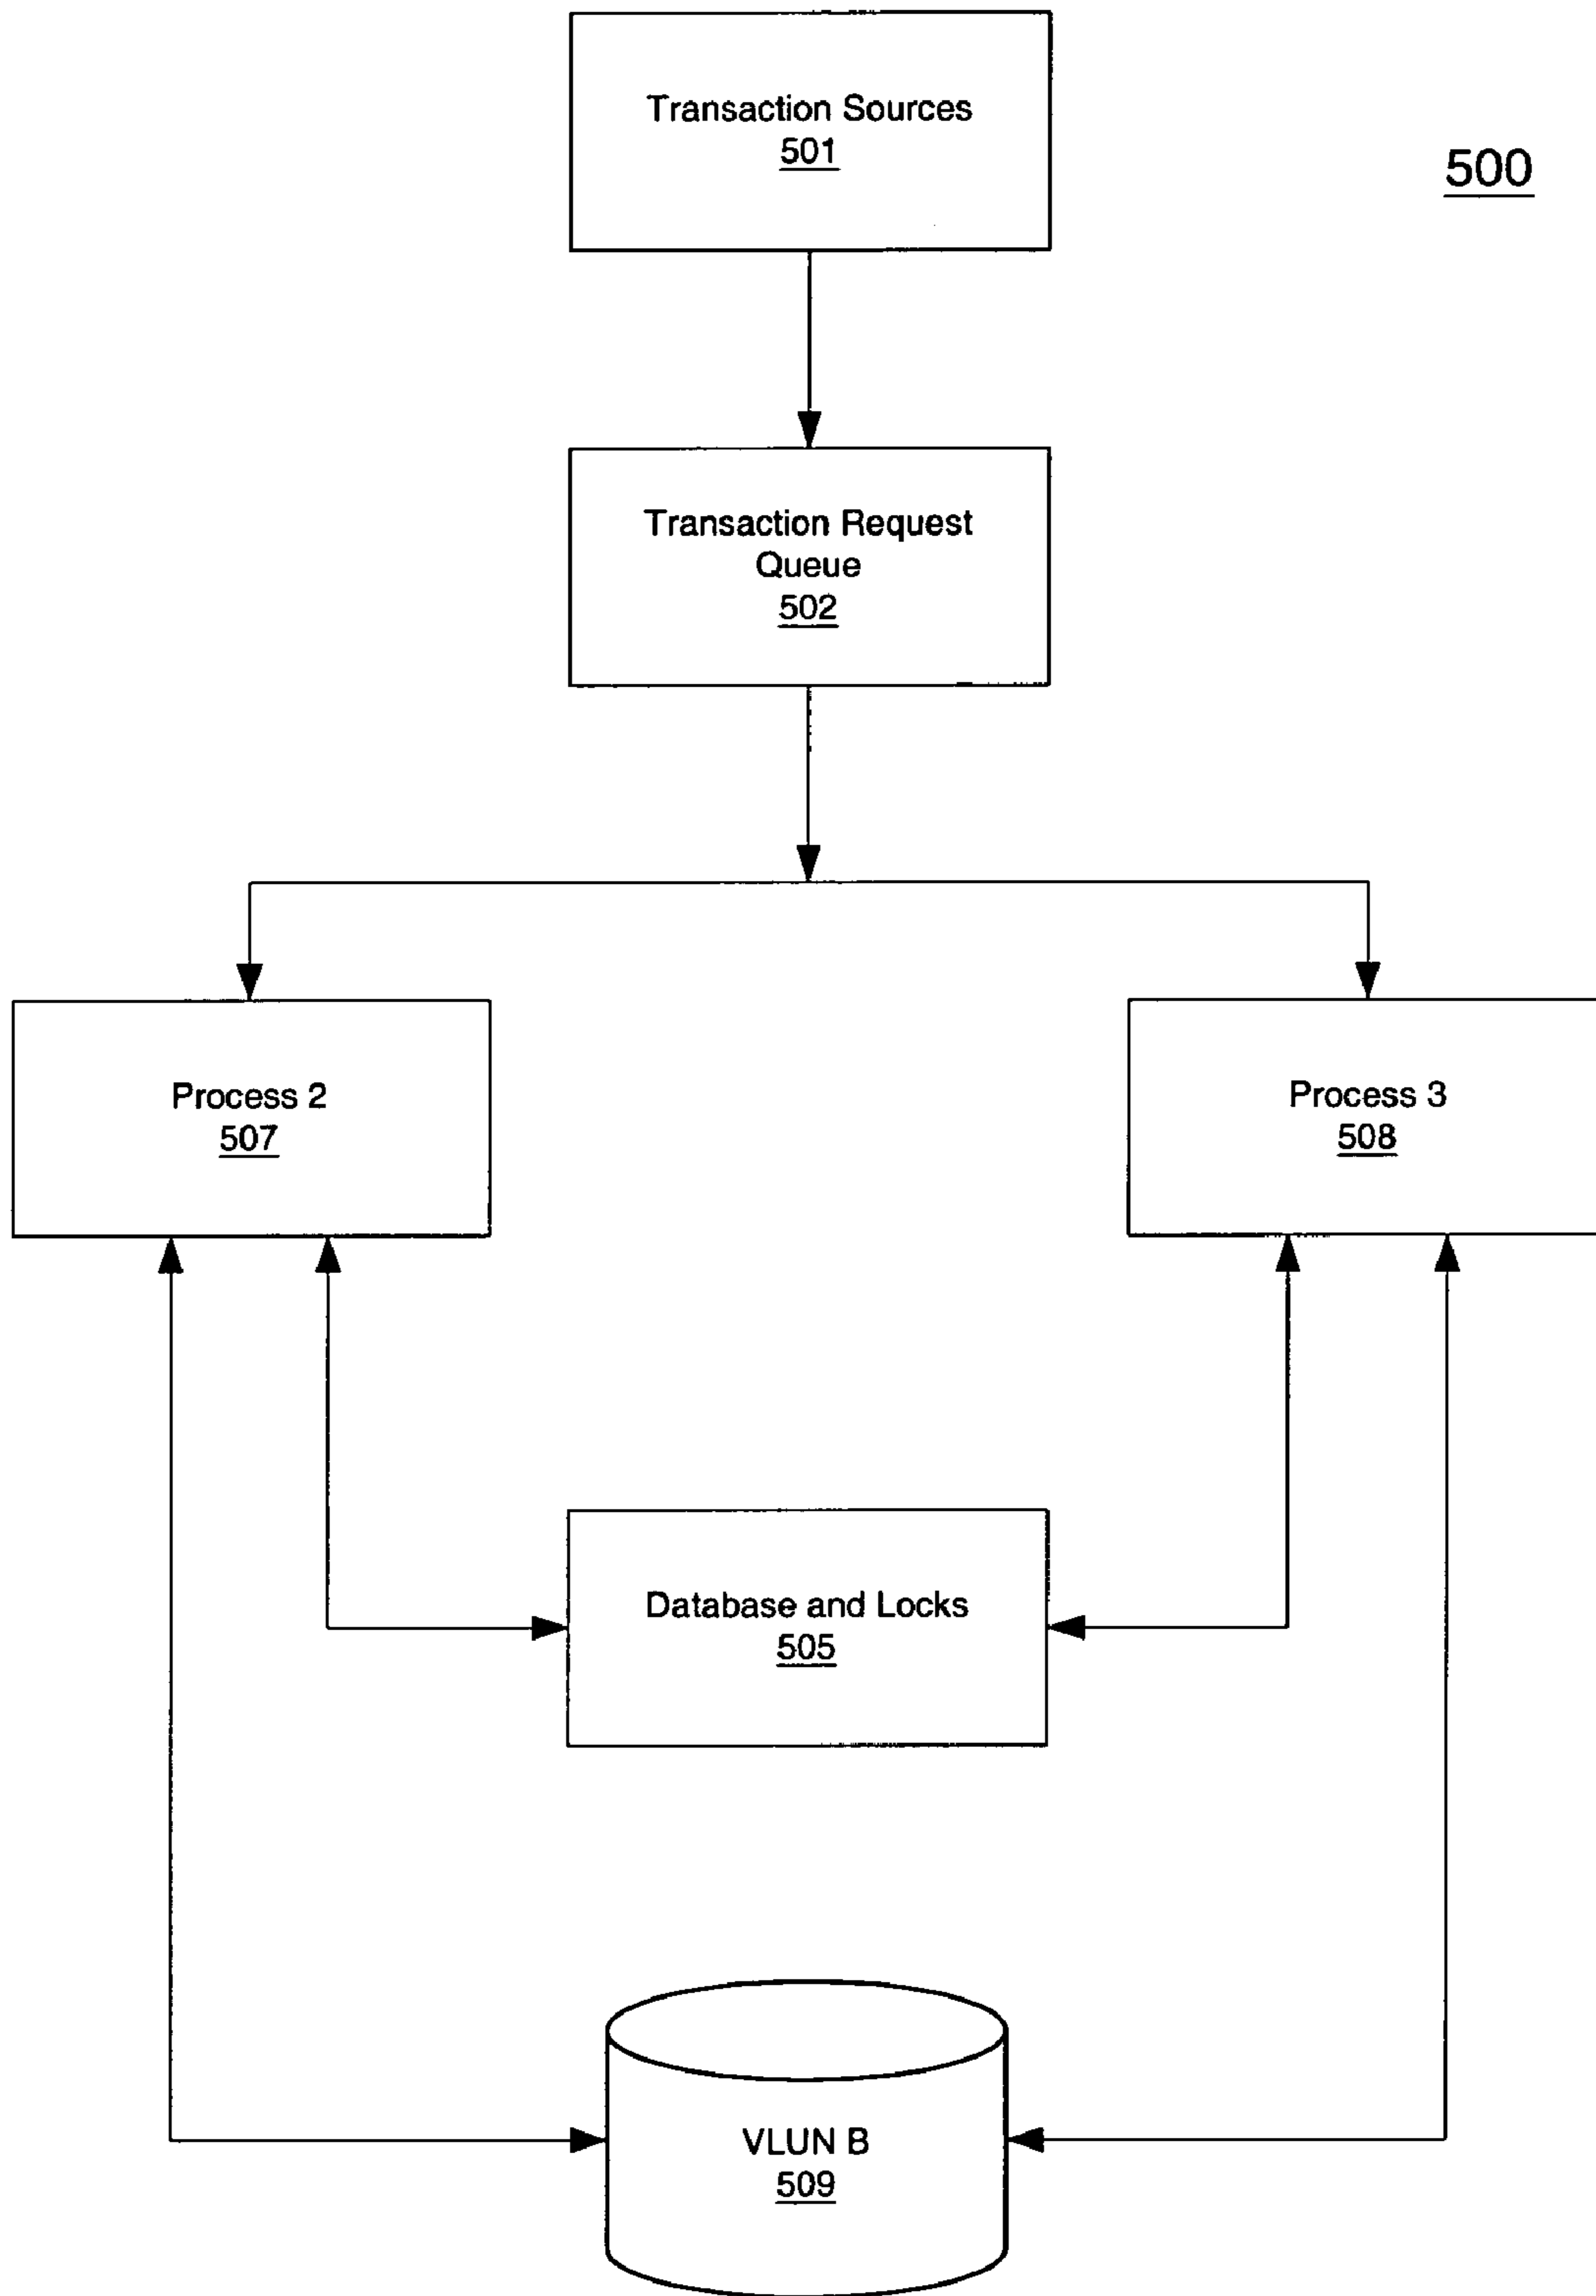 Transaction Sources
501
500
Transaction Request
Queue
502
Process 2
507
Process 3
508
Database and Locks
505
VLUN B
509